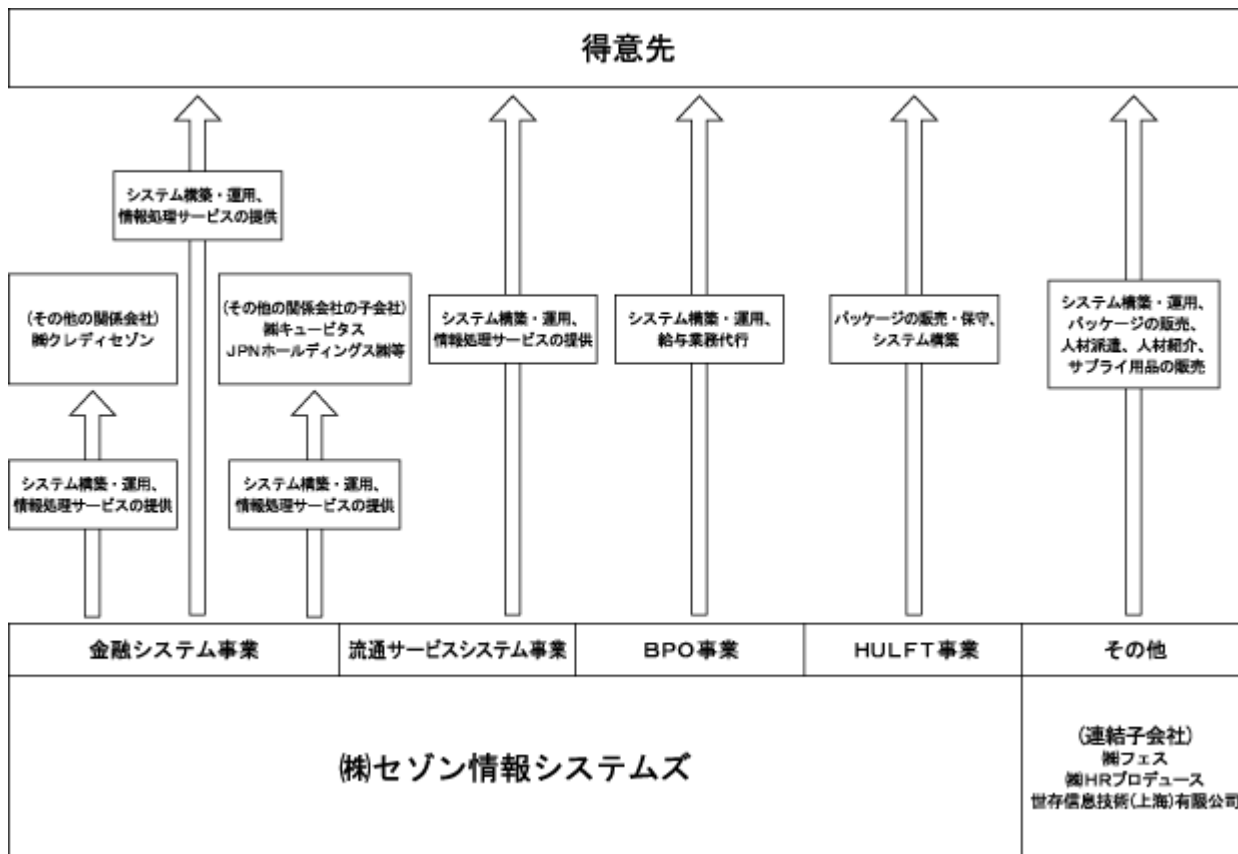 得意先
システム構築・運用、
情報処理サービスの提供
(その他の関係会社)
㈱クレディセゾン
(その他の関係会社の子会社)
㈱キュービタス
JPNホールディングス㈱等
システム構築・運用、
情報処理サービスの提供
システム構築・運用、
給与業務代行
パッケージの販売・保守、
システム構築
システム構築・運用、
パッケージの販売、
人材派遣、人材紹介、
サプライ用品の販売
システム構築・運用、
情報処理サービスの提供
システム構築・運用、
情報処理サービスの提供
金融システム事業
流通サービスシステム事業
BPO事業
HULFT事業
その他
㈱セゾン情報システムズ
(連結子会社)
㈱フェス
㈱HRプロデュース
世存信息技術(上海)有限公司